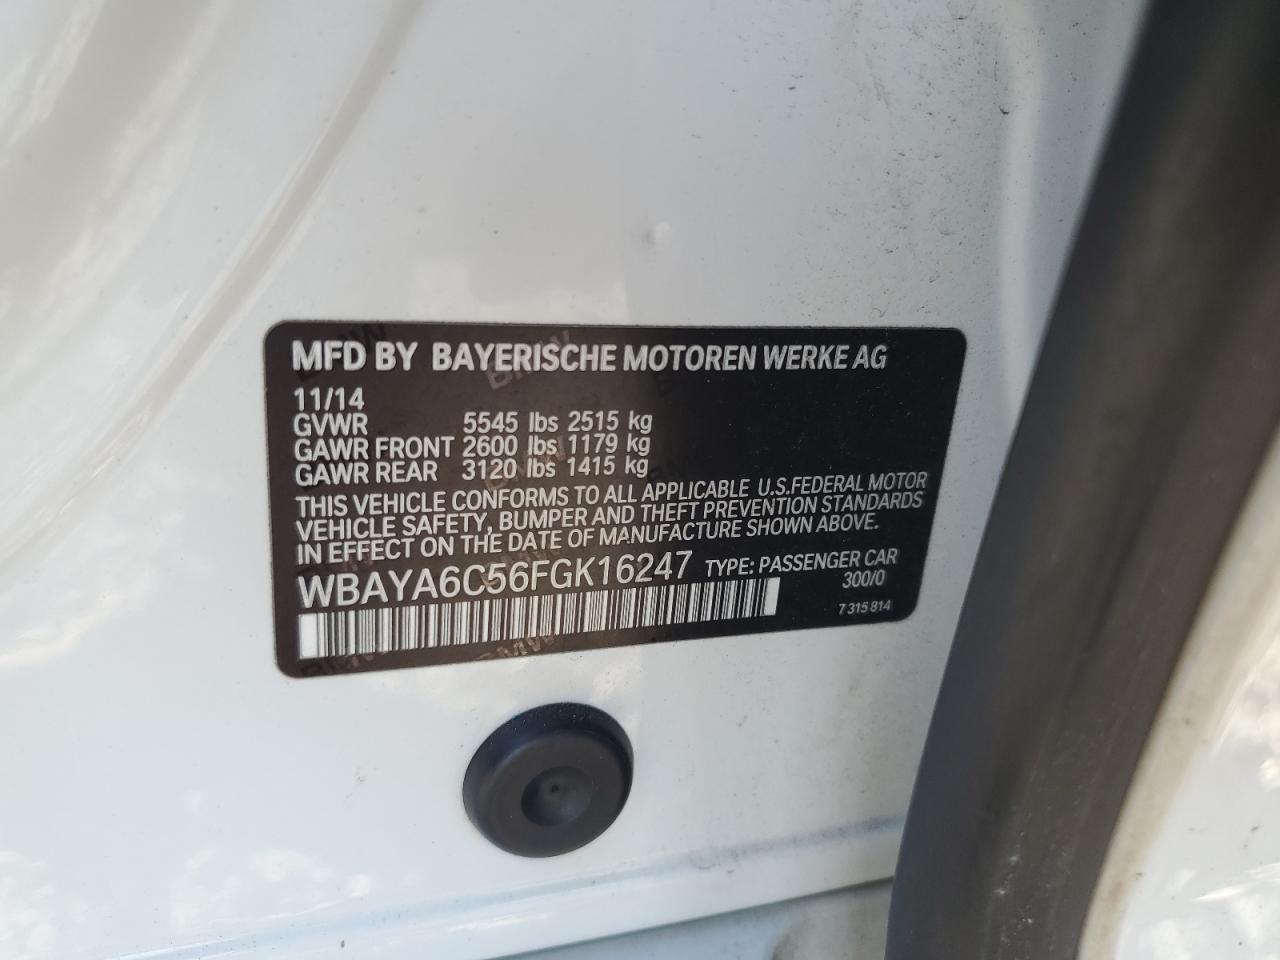 MFD BY BAYERISCHE MOTOREN WERKE AG
11/14
GVWR 5545 lbs 2515 kg
GAWR FRONT 2600 lbs 1179 kg
GAWR REAR 3120 lbs 1415 kg
THIS VEHICLE CONFORMS TO ALL APPLICABLE U.S.FEDERAL MOTOR
VEHICLE SAFETY, BUMPER AND THEFT PREVENTION STANDARDS
IN EFFECT ON THE DATE OF MANUFACTURE SHOWN ABOVE.
WBAYA6C56FGK16247 TYPE: PASSENGER CAR
300/0
7 315 814